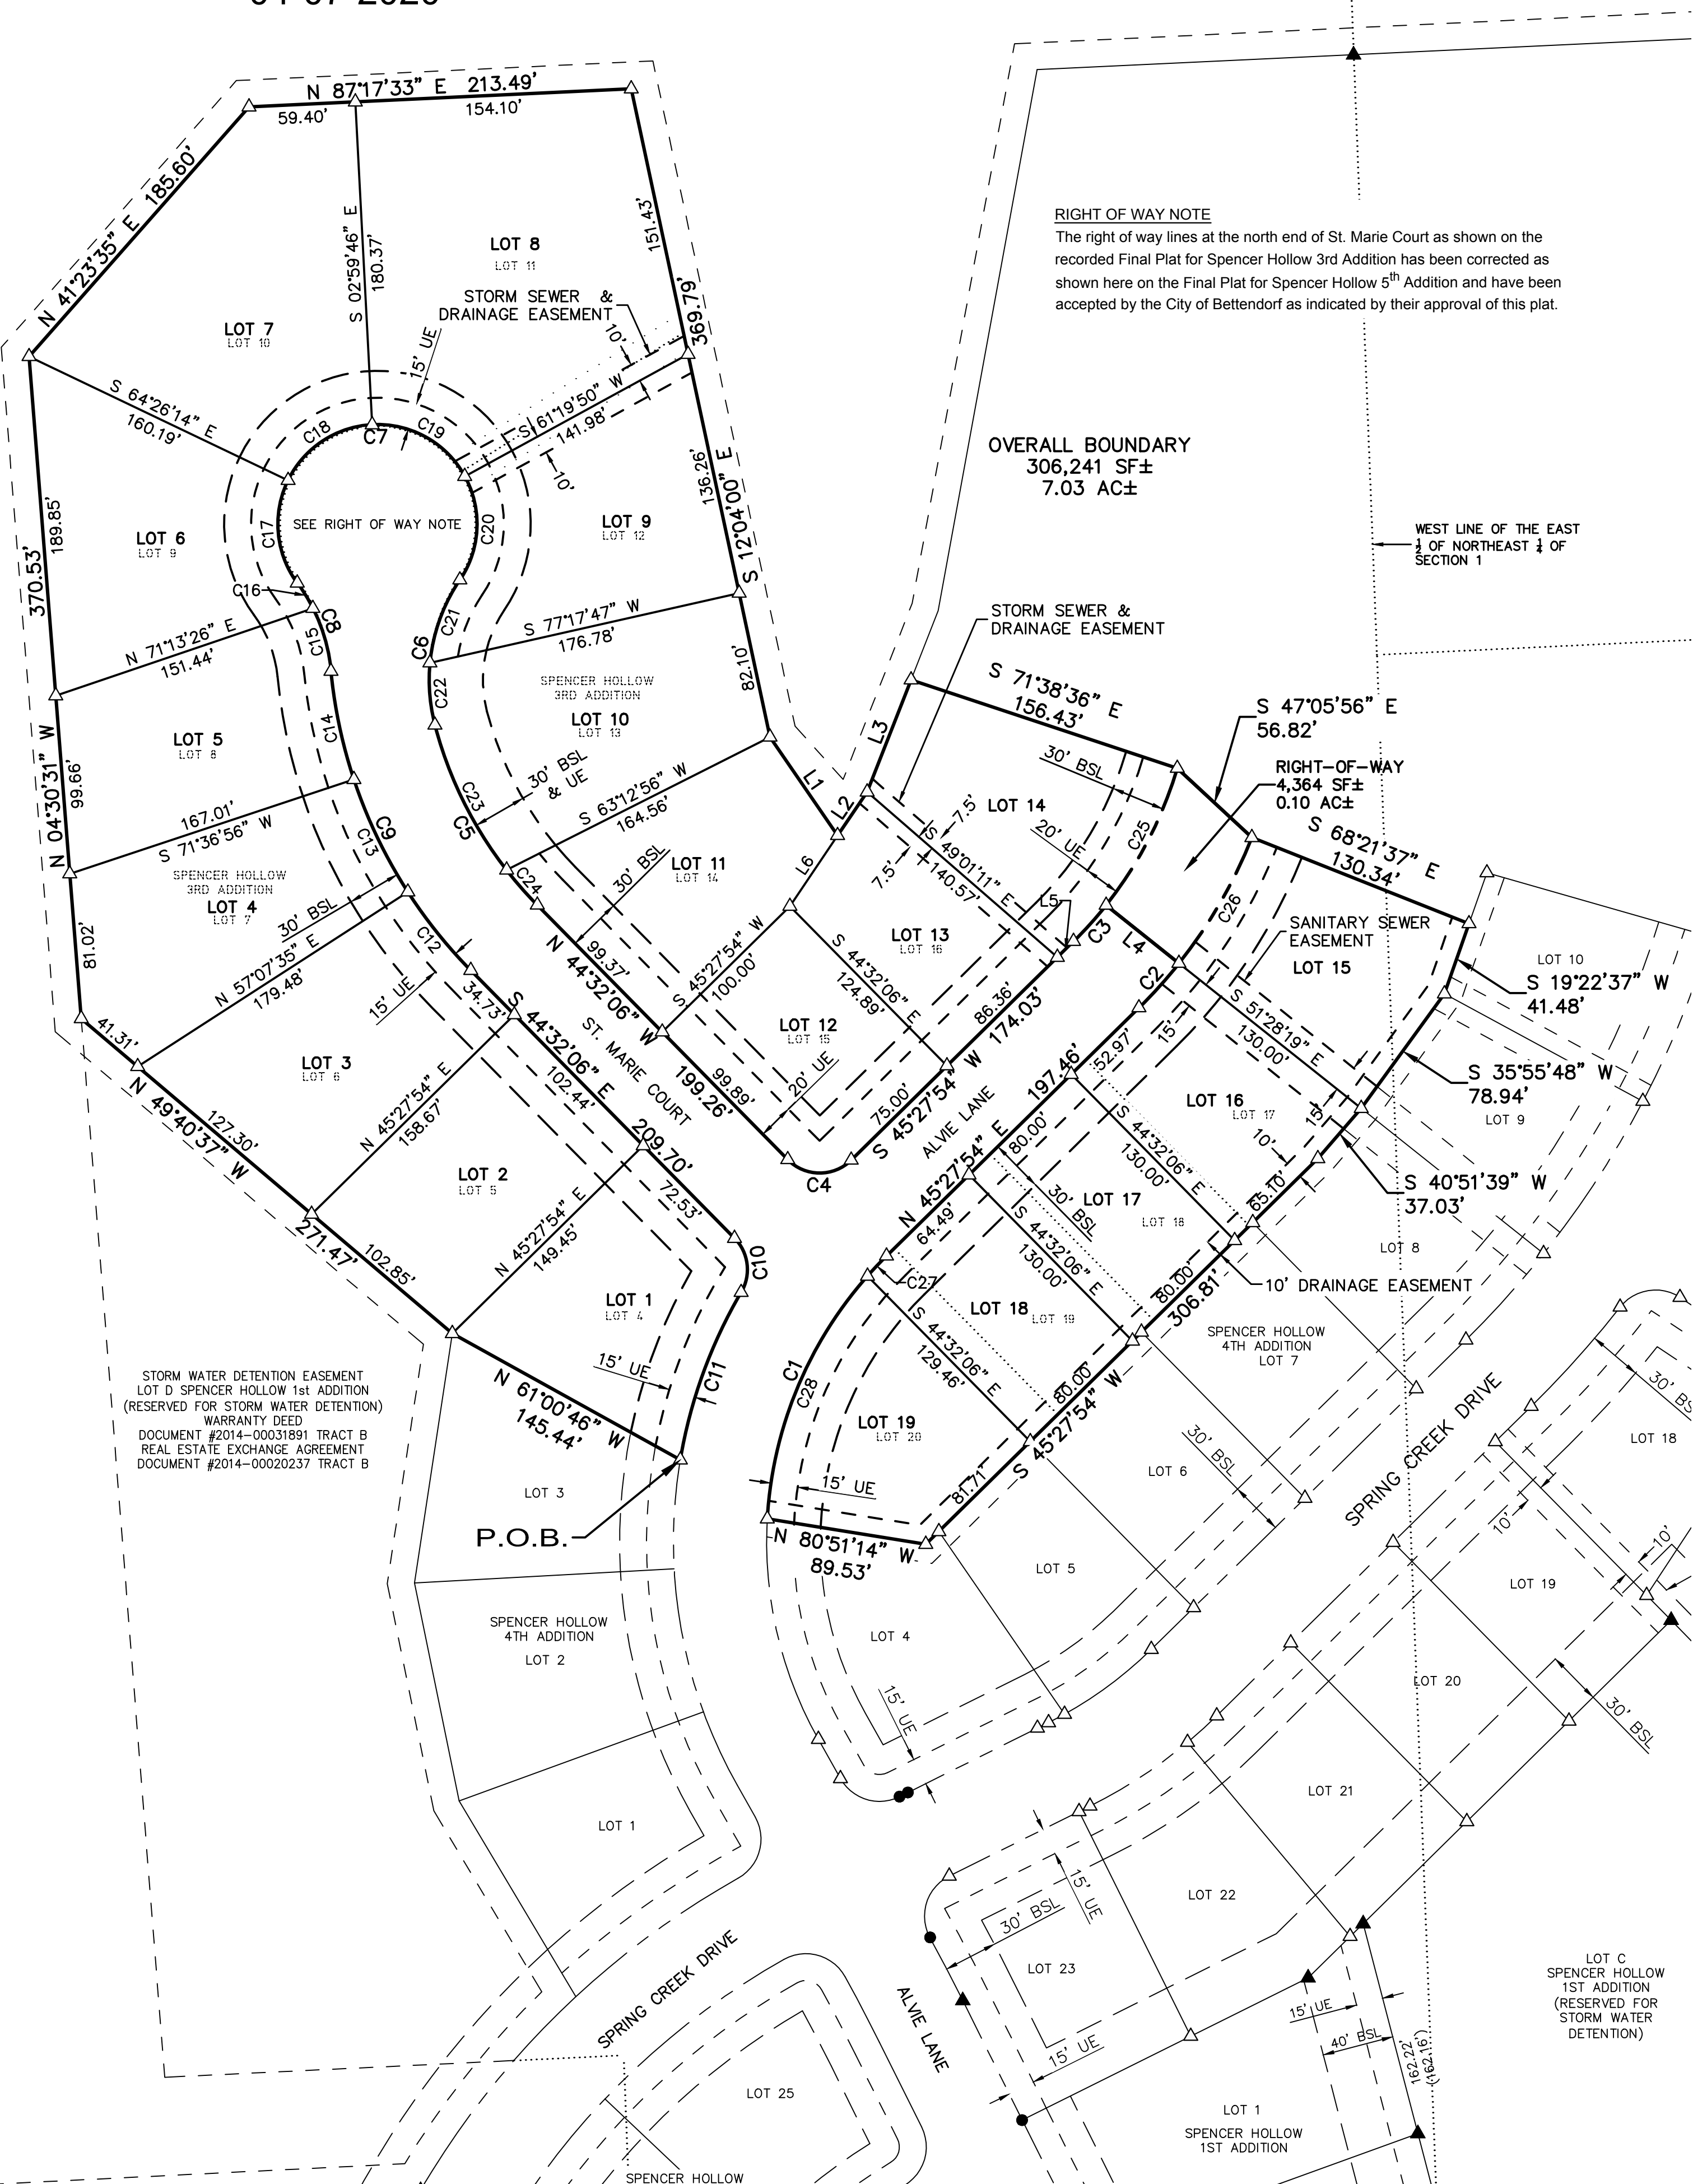 N 87°17'33" E 213.49'
59.40'
154.10'
N 41°23'35" E 185.60'
S 02°59'46" E
180.37'
151.43'
369.79'
LOT 8
LOT 11
STORM SEWER &
DRAINAGE EASEMENT
10'
15' UE
LOT 7
LOT 10
RIGHT OF WAY NOTE
The right of way lines at the north end of St. Marie Court as shown on the
recorded Final Plat for Spencer Hollow 3rd Addition has been corrected as
shown here on the Final Plat for Spencer Hollow 5th Addition and have been
accepted by the City of Bettendorf as indicated by their approval of this plat.
S 64°26'14" E
160.19'
S 61°19'50" W
141.98'
10'
C18
C7
C19
C17
C20
SEE RIGHT OF WAY NOTE
OVERALL BOUNDARY
306,241 SF±
7.03 AC±
WEST LINE OF THE EAST
½ OF NORTHEAST ¼ OF
SECTION 1
LOT 6
LOT 9
189.85'
370.53'
LOT 9
LOT 12
136.26'
S 12°04'00" E
C16
C8
C15
C21
C6
N 71°13'26" E
151.44'
S 77°17'47" W
176.78'
82.10'
STORM SEWER &
DRAINAGE EASEMENT
SPENCER HOLLOW
3RD ADDITION
LOT 10
LOT 13
C22
C14
LOT 5
LOT 8
99.66'
N 04°30'31" W
L3
L1
L2
S 71°38'36" E
156.43'
S 47°05'56" E
56.82'
RIGHT-OF-WAY
4,364 SF±
0.10 AC±
30' BSL
& UE
C23
C5
S 63°12'56" W
164.56'
167.01'
S 71°36'56" W
C13
C9
30' BSL
LOT 14
7.5'
7.5'
20' UE
C25
S 68°21'37" E
130.34'
SPENCER HOLLOW
3RD ADDITION
LOT 4
LOT 7
30' BSL
C24
30' BSL
LOT 11
LOT 14
L6
S 49°01'11" E
140.57'
L5
C3
L4
C26
SANITARY SEWER
EASEMENT
LOT 15
LOT 10
S 19°22'37" W
41.48'
81.02'
N 57°07'35" E
179.48'
C12
15' UE
34.73'
99.37'
N 44°32'06" W
S 45°27'54" W
100.00'
LOT 13
LOT 16
S 44°32'06" E
124.89'
86.36'
174.03'
C2
15'
S 51°28'19" E
130.00'
S 35°55'48" W
78.94'
LOT 9
41.31'
S 44°32'06" E
102.44'
ST. MARIE COURT
LOT 12
LOT 15
20' UE
99.89'
199.26'
52.97'
197.46'
LOT 3
LOT 6
N 49°40'37" W
127.30'
N 45°27'54" E
158.67'
75.00'
S 45°27'54" W
ALVIE LANE
LOT 16
LOT 17
15'
10'
S 44°32'06" E
130.00'
80.00'
65.10'
S 40°51'39" W
37.03'
209.70'
72.53'
C4
N 45°27'54" E
30' BSL
LOT 17
LOT 18
LOT 2
LOT 5
N 45°27'54" E
149.45'
271.47'
102.85'
C10
64.49'
S 44°32'06" E
130.00'
LOT 8
80.00'
306.81'
10' DRAINAGE EASEMENT
C27
LOT 18
LOT 19
LOT 1
LOT 4
SPENCER HOLLOW
4TH ADDITION
LOT 7
C1
C28
S 44°32'06" E
129.46'
15' UE
C11
80.00'
N 61°00'46" W
145.44'
STORM WATER DETENTION EASEMENT
LOT D SPENCER HOLLOW 1st ADDITION
(RESERVED FOR STORM WATER DETENTION)
WARRANTY DEED
DOCUMENT #2014-00031891 TRACT B
REAL ESTATE EXCHANGE AGREEMENT
DOCUMENT #2014-00020237 TRACT B
LOT 19
LOT 20
S 45°27'54" W
30' BSL
LOT 6
SPRING CREEK DRIVE
30' BS
LOT 18
LOT 3
15' UE
81.71'
P.O.B.
N 80°51'14" W
89.53'
10'
10'
LOT 5
LOT 19
SPENCER HOLLOW
4TH ADDITION
LOT 2
LOT 4
LOT 20
15' UE
30' BSL
LOT 1
LOT 21
15' UE
30' BSL
LOT 22
SPRING CREEK DRIVE
LOT 23
ALVIE LANE
LOT C
SPENCER HOLLOW
1ST ADDITION
(RESERVED FOR
STORM WATER
DETENTION)
15' UE
40' BSL
15' UE
162.22'
(162.16')
LOT 25
LOT 1
SPENCER HOLLOW
1ST ADDITION
SPENCER HOLLOW